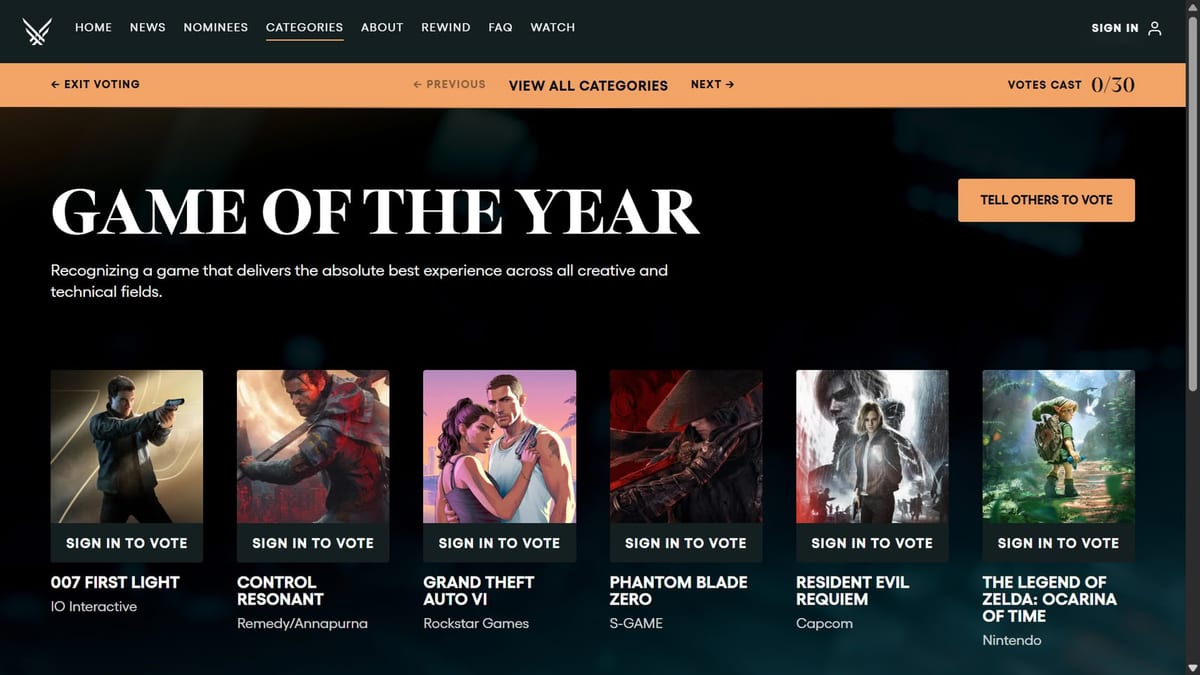 HOME NEWS NOMINEES CATEGORIES ABOUT REWIND FAQ WATCH SIGN IN
← EXIT VOTING ← PREVIOUS VIEW ALL CATEGORIES NEXT → VOTES CAST 0/30
GAME OF THE YEAR
TELL OTHERS TO VOTE
Recognizing a game that delivers the absolute best experience across all creative and
technical fields.
SIGN IN TO VOTE
007 FIRST LIGHT
IO Interactive
SIGN IN TO VOTE
CONTROL
RESONANT
Remedy/Annapurna
SIGN IN TO VOTE
GRAND THEFT
AUTO VI
Rockstar Games
SIGN IN TO VOTE
PHANTOM BLADE
ZERO
S-GAME
SIGN IN TO VOTE
RESIDENT EVIL
REQUIEM
Capcom
SIGN IN TO VOTE
THE LEGEND OF
ZELDA: OCARINA
OF TIME
Nintendo